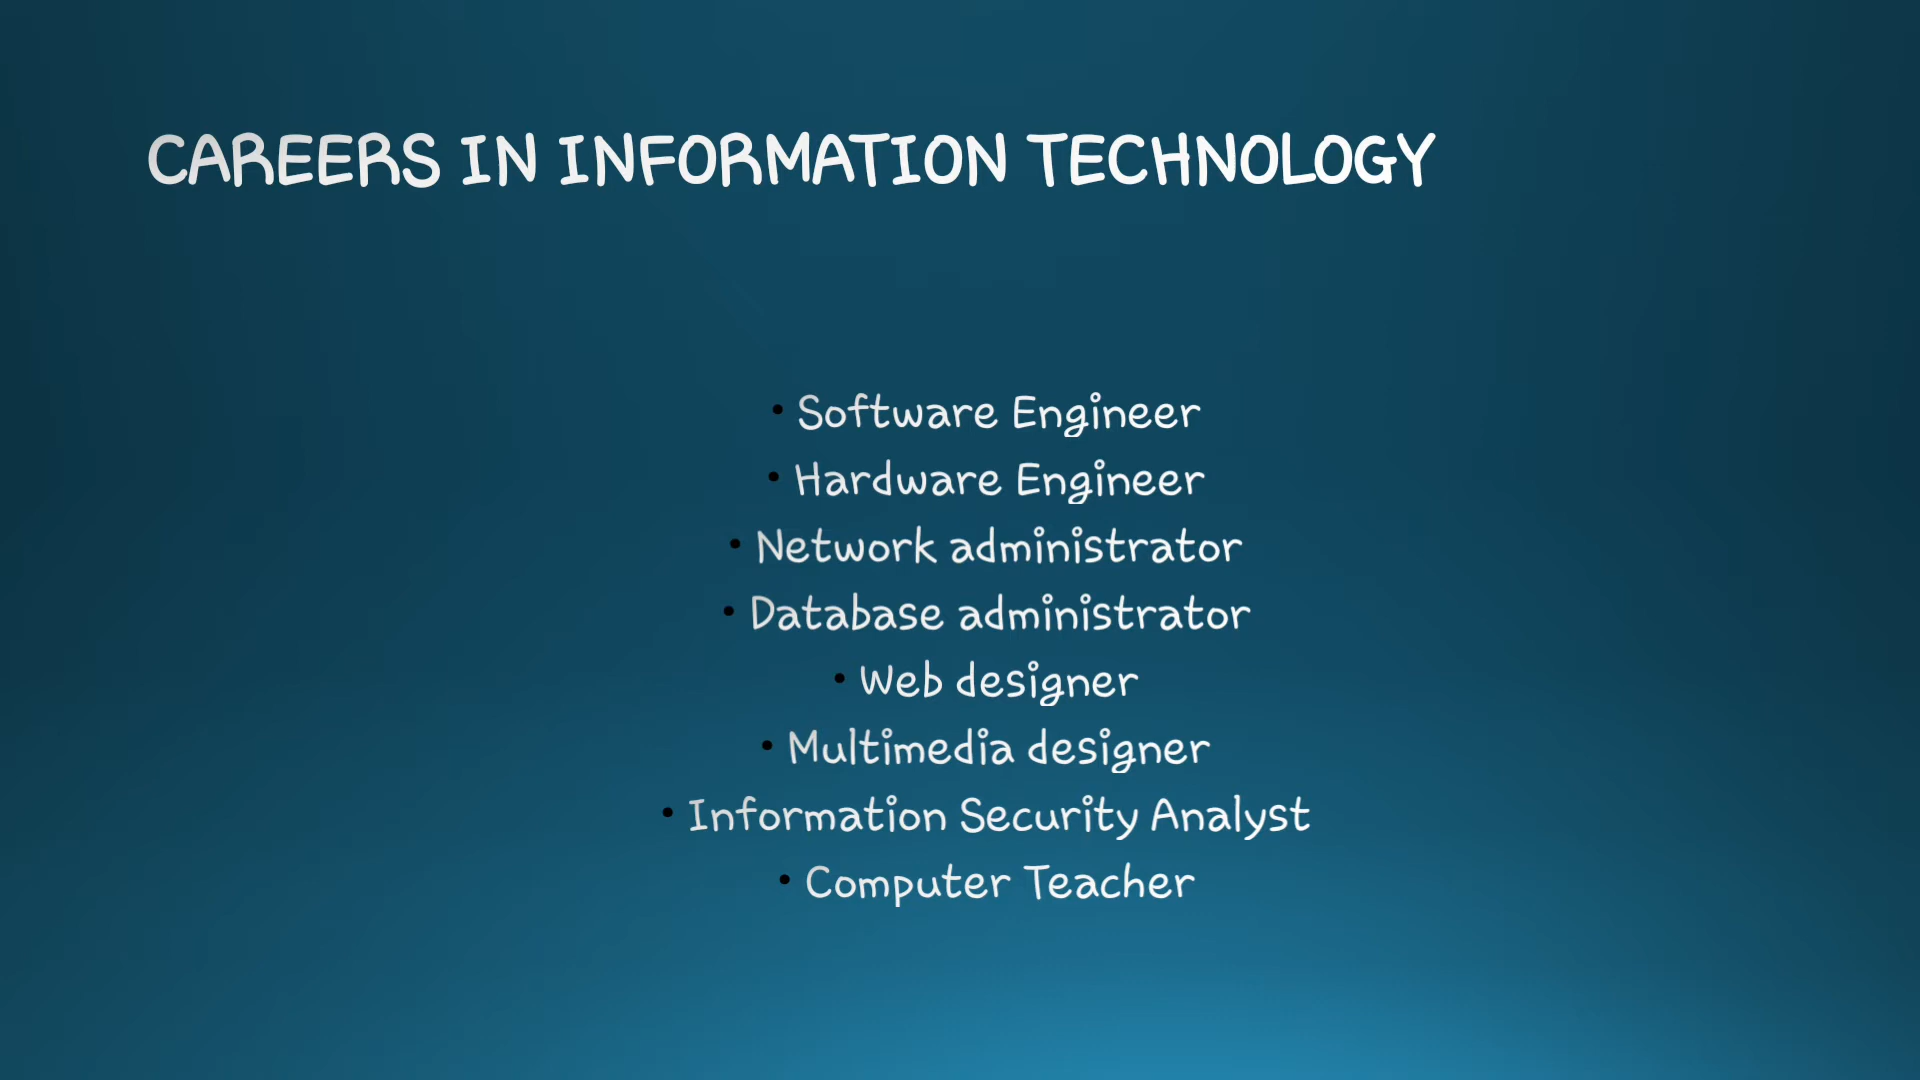 CAREERS IN INFORMATION TECHNOLOGY
• Software Engineer
• Hardware Engineer
• Network administrator
• Database administrator
• Web designer
• Multimedia designer
• Information Security Analyst
• Computer Teacher